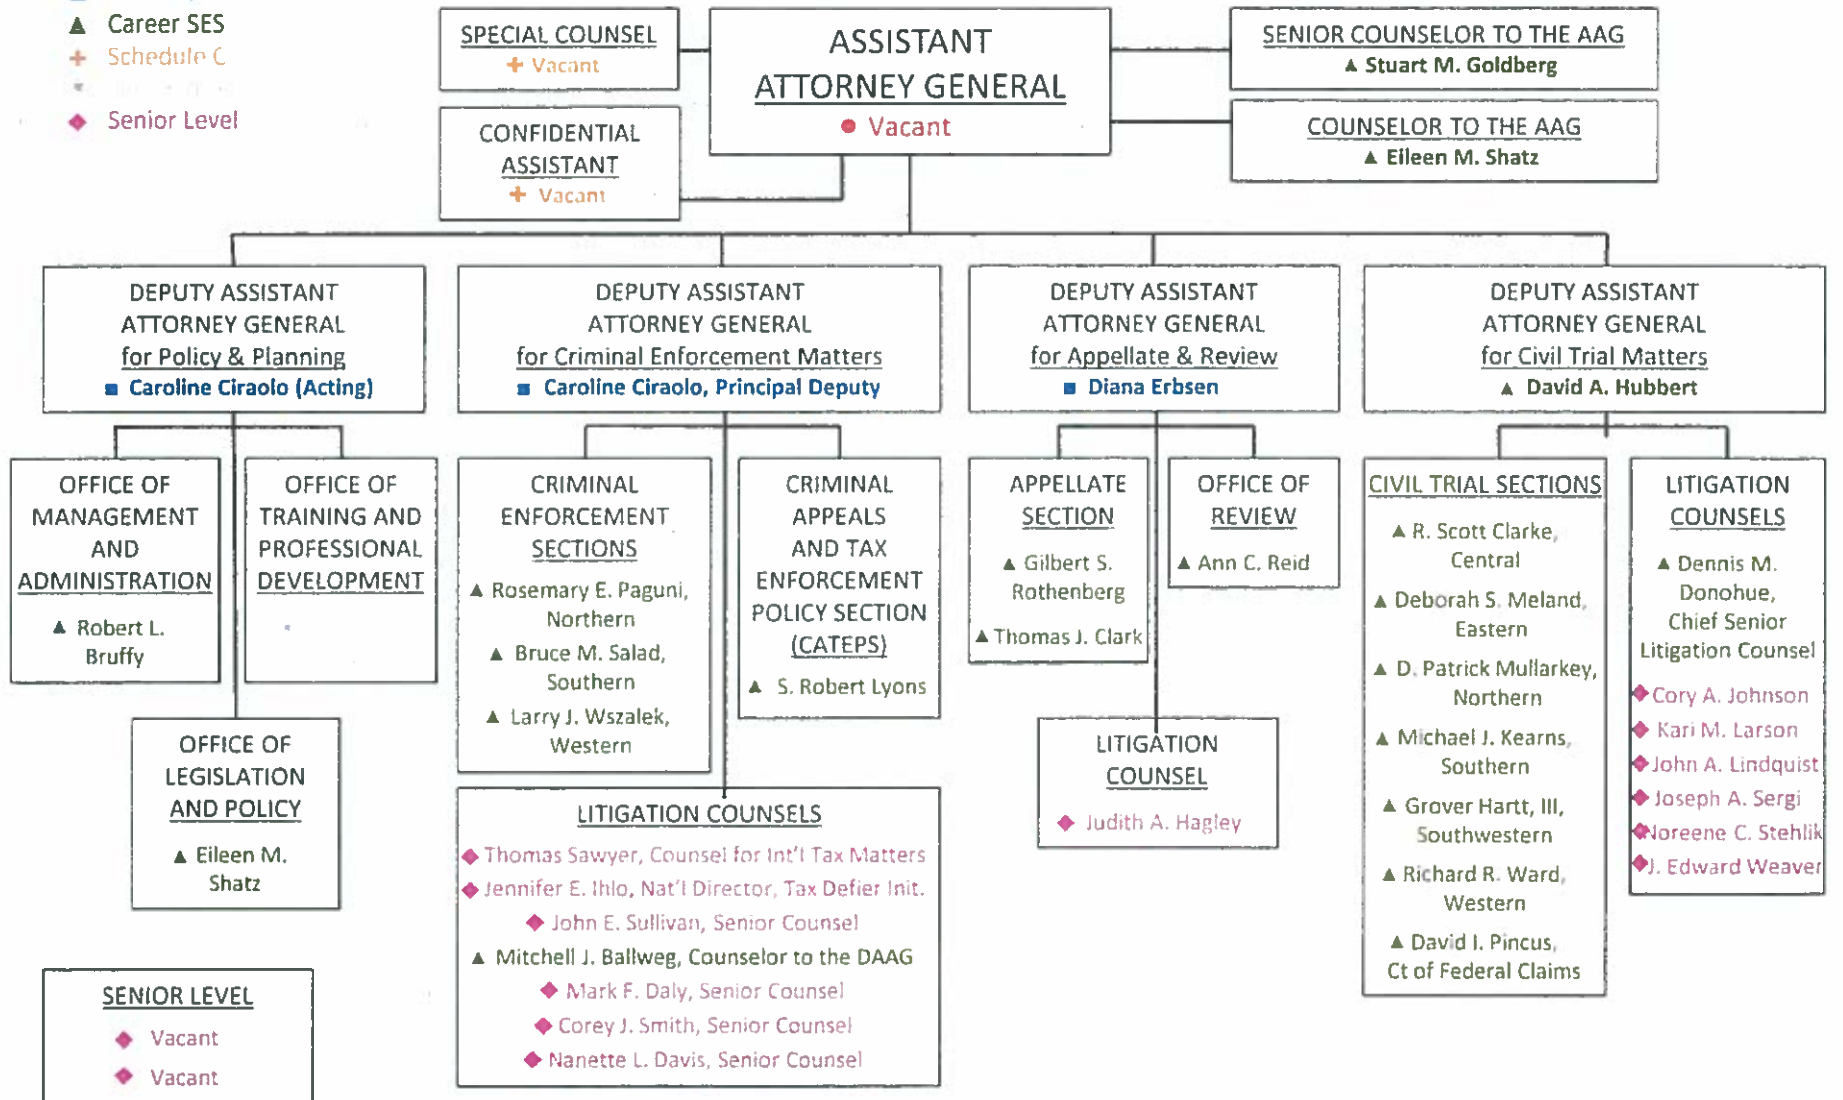 ▲ Career SES
+ Schedule C
◆ Senior Level
SPECIAL COUNSEL
+ Vacant
CONFIDENTIAL
ASSISTANT
+ Vacant
ASSISTANT
ATTORNEY GENERAL
● Vacant
SENIOR COUNSELOR TO THE AAG
▲ Stuart M. Goldberg
COUNSELOR TO THE AAG
▲ Eileen M. Shatz
DEPUTY ASSISTANT
ATTORNEY GENERAL
for Policy & Planning
■ Caroline Ciraolo (Acting)
DEPUTY ASSISTANT
ATTORNEY GENERAL
for Criminal Enforcement Matters
■ Caroline Ciraolo, Principal Deputy
DEPUTY ASSISTANT
ATTORNEY GENERAL
for Appellate & Review
■ Diana Erbsen
DEPUTY ASSISTANT
ATTORNEY GENERAL
for Civil Trial Matters
▲ David A. Hubbert
OFFICE OF
MANAGEMENT
AND
ADMINISTRATION
▲ Robert L.
Bruffy
OFFICE OF
TRAINING AND
PROFESSIONAL
DEVELOPMENT
OFFICE OF
LEGISLATION
AND POLICY
▲ Eileen M.
Shatz
CRIMINAL
ENFORCEMENT
SECTIONS
▲ Rosemary E. Paguni,
Northern
▲ Bruce M. Salad,
Southern
▲ Larry J. Wszalek,
Western
CRIMINAL
APPEALS
AND TAX
ENFORCEMENT
POLICY SECTION
(CATEPS)
▲ S. Robert Lyons
LITIGATION COUNSELS
◆ Thomas Sawyer, Counsel for Int'l Tax Matters
◆ Jennifer E. Ihlo, Nat'l Director, Tax Defier Init.
◆ John E. Sullivan, Senior Counsel
▲ Mitchell J. Ballweg, Counselor to the DAAG
◆ Mark F. Daly, Senior Counsel
◆ Corey J. Smith, Senior Counsel
◆ Nanette L. Davis, Senior Counsel
APPELLATE
SECTION
▲ Gilbert S.
Rothenberg
▲ Thomas J. Clark
OFFICE OF
REVIEW
▲ Ann C. Reid
LITIGATION
COUNSEL
◆ Judith A. Hagley
CIVIL TRIAL SECTIONS
▲ R. Scott Clarke,
Central
▲ Deborah S. Meland,
Eastern
▲ D. Patrick Mullarkey,
Northern
▲ Michael J. Kearns,
Southern
▲ Grover Hartt, III,
Southwestern
▲ Richard R. Ward,
Western
▲ David I. Pincus,
Ct of Federal Claims
LITIGATION
COUNSELS
▲ Dennis M.
Donohue,
Chief Senior
Litigation Counsel
◆ Cory A. Johnson
◆ Kari M. Larson
◆ John A. Lindquist
◆ Joseph A. Sergi
◆ Noreene C. Stehlik
◆ J. Edward Weaver
SENIOR LEVEL
◆ Vacant
◆ Vacant